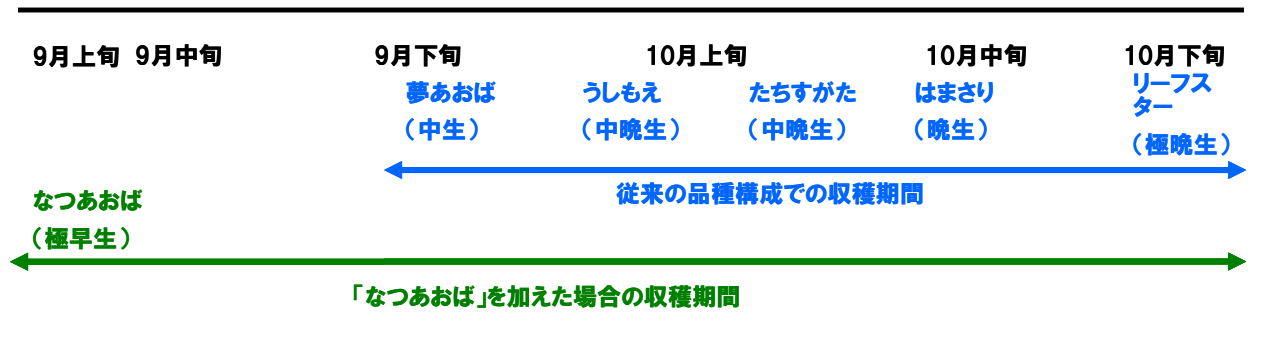 9月上旬 9月中旬 9月下旬 10月上旬 10月中旬 10月下旬
夢あおば うしもえ たちすがた はまさり リーフス
ター
（中生） （中晩生） （中晩生） （晩生） （極晩生）
従来の品種構成での収穫期間
なつあおば
（極早生）
「なつあおば」を加えた場合の収穫期間